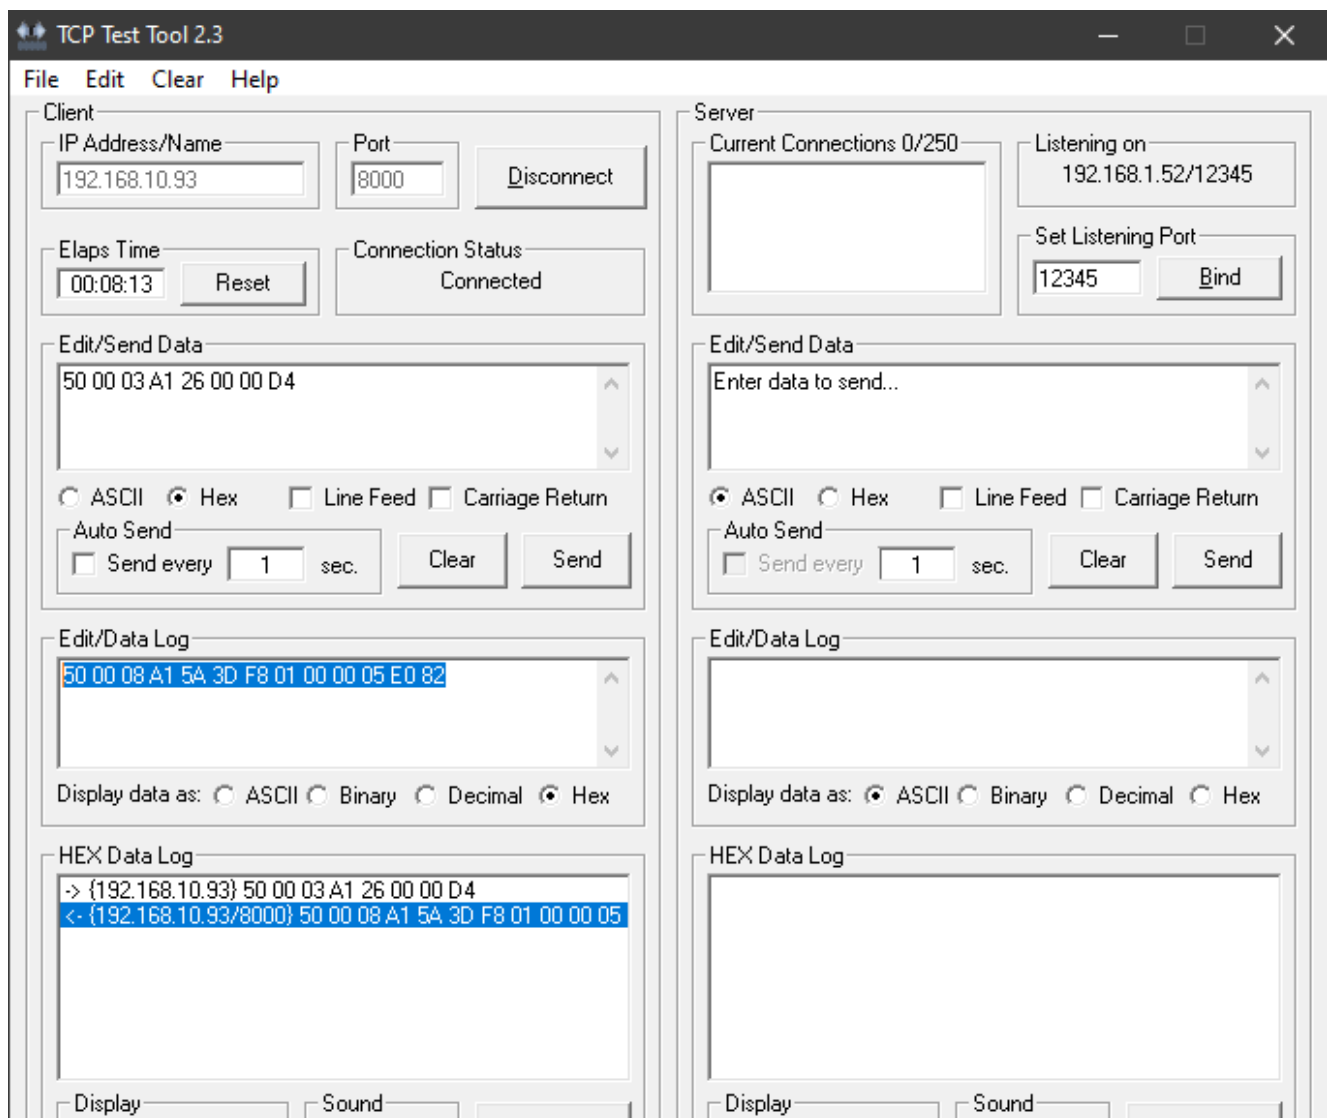 TCP Test Tool 2.3
File Edit Clear Help
Client
IP Address/Name
192.168.10.93
Port
8000
Disconnect
Elaps Time
00:08:13
Reset
Connection Status
Connected
Edit/Send Data
50 00 03 A1 26 00 00 D4
ASCII Hex Line Feed Carriage Return
Auto Send
Send every 1 sec.
Clear
Send
Edit/Data Log
50 00 08 A1 5A 3D F8 01 00 00 05 E0 82
Display data as: ASCII Binary Decimal Hex
HEX Data Log
-> {192.168.10.93} 50 00 03 A1 26 00 00 D4
<- {192.168.10.93/8000} 50 00 08 A1 5A 3D F8 01 00 00 05
Display
Sound
Server
Current Connections 0/250
Listening on
192.168.1.52/12345
Set Listening Port
12345
Bind
Edit/Send Data
Enter data to send...
ASCII Hex Line Feed Carriage Return
Auto Send
Send every 1 sec.
Clear
Send
Edit/Data Log
Display data as: ASCII Binary Decimal Hex
HEX Data Log
Display
Sound